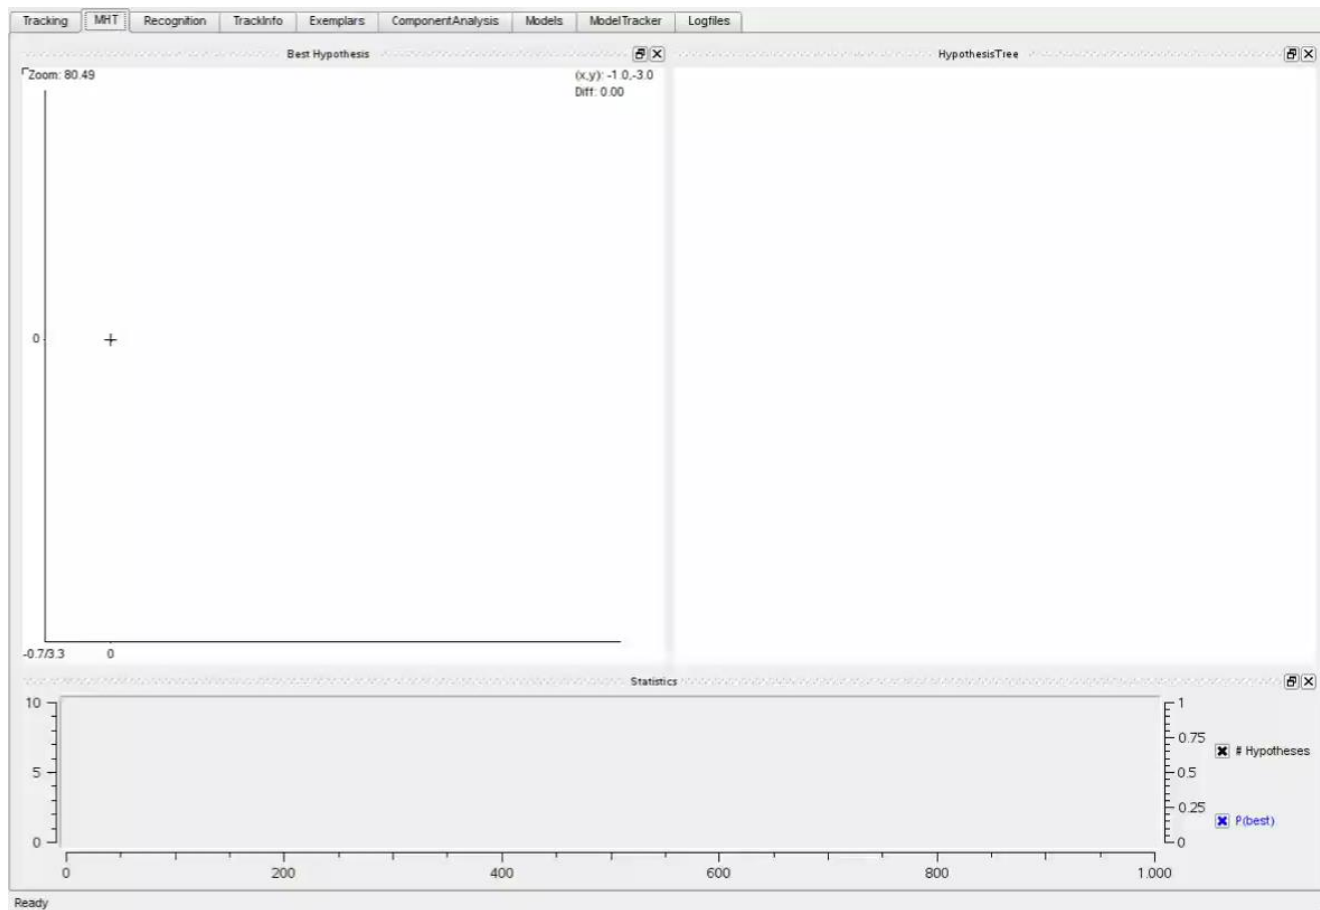 Tracking MHT Recognition TrackInfo Exemplars ComponentAnalysis Models ModelTracker Logfiles
Best Hypothesis
HypothesisTree
Zoom: 80.49
(x,y): -1.0,-3.0
Diff: 0.00
0
-0.7/3.3 0
Statistics
10
5
0
1
0.75
0.5
0.25
0
# Hypotheses
P(best)
0 200 400 600 800 1.000
Ready